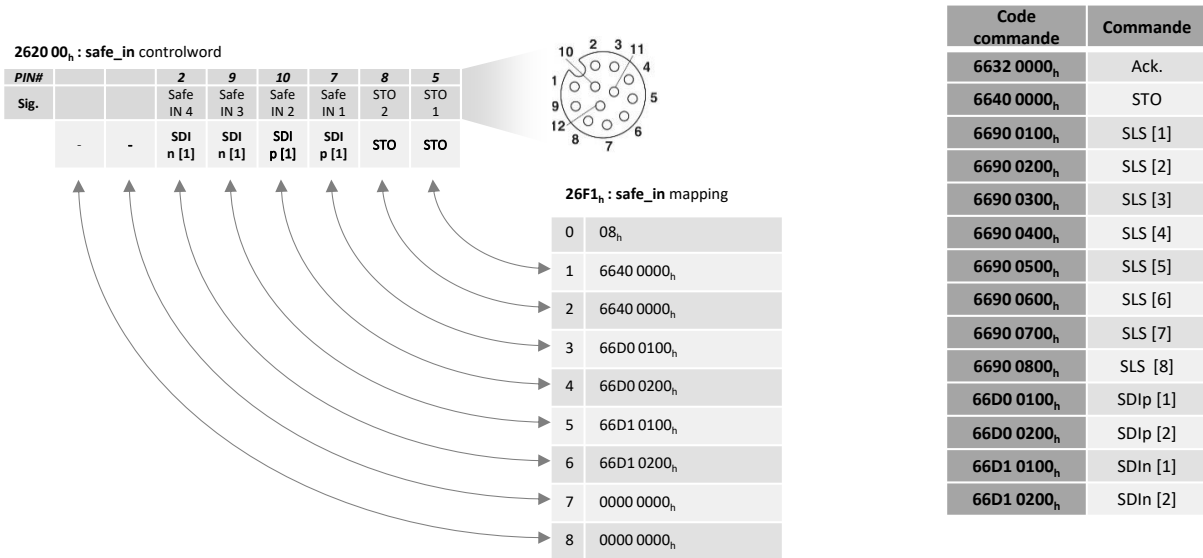 2620 00h : safe_in controlword
PIN# 2 9 10 7 8 5
Sig. Safe IN 4 Safe IN 3 Safe IN 2 Safe IN 1 STO 2 STO 1
- - SDI n [1] SDI n [1] SDI p [1] SDI p [1] STO STO
10 2 3 11
1 4
9 5
12 6
8 7
26F1h : safe_in mapping
0 08h
1 6640 0000h
2 6640 0000h
3 66D0 0100h
4 66D0 0200h
5 66D1 0100h
6 66D1 0200h
7 0000 0000h
8 0000 0000h
Code commande Commande
6632 0000h Ack.
6640 0000h STO
6690 0100h SLS [1]
6690 0200h SLS [2]
6690 0300h SLS [3]
6690 0400h SLS [4]
6690 0500h SLS [5]
6690 0600h SLS [6]
6690 0700h SLS [7]
6690 0800h SLS [8]
66D0 0100h SDIp [1]
66D0 0200h SDIp [2]
66D1 0100h SDIn [1]
66D1 0200h SDIn [2]